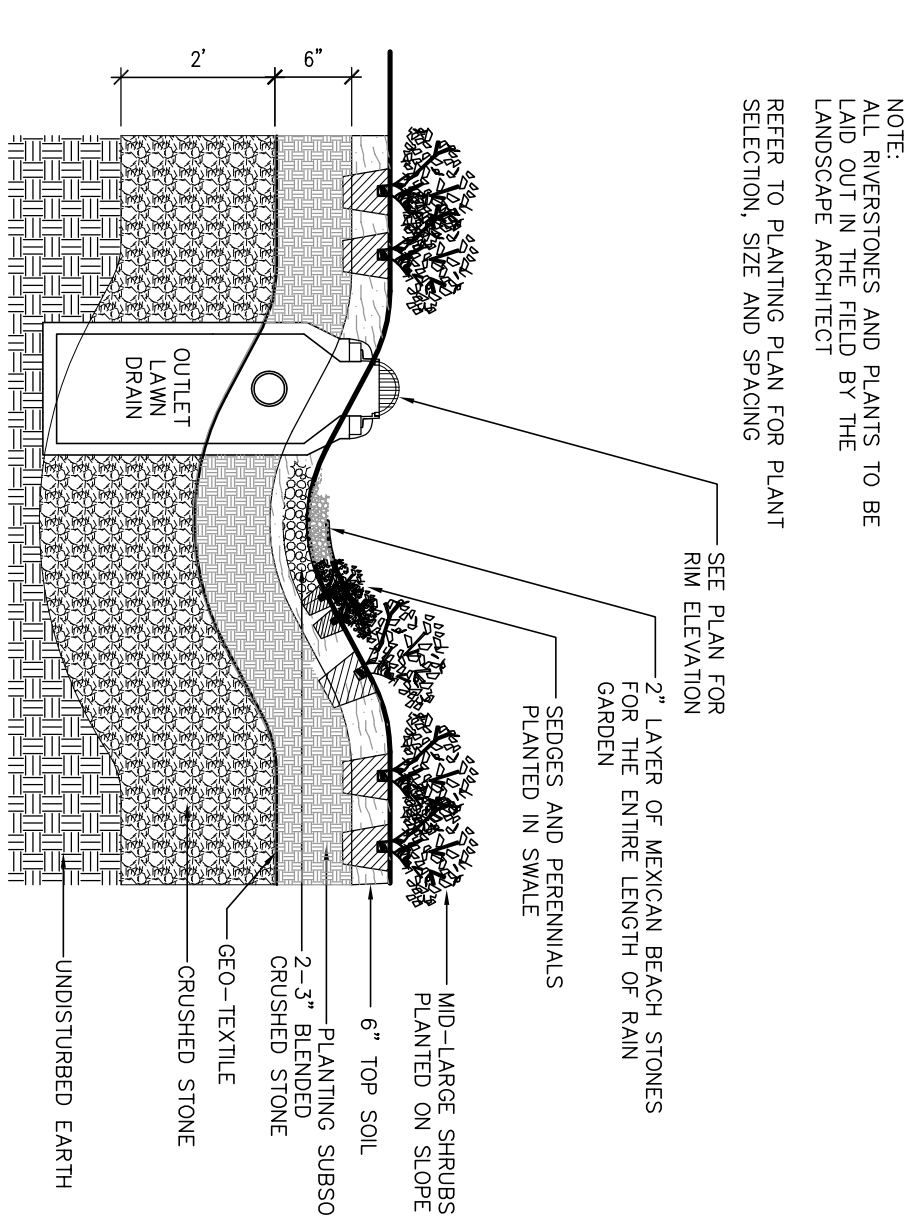 NOTE:
ALL RIVERSTONES AND PLANTS TO BE
LAID OUT IN THE FIELD BY THE
LANDSCAPE ARCHITECT
REFER TO PLANTING PLAN FOR PLANT
SELECTION, SIZE AND SPACING
SEE PLAN FOR
RIM ELEVATION
2" LAYER OF MEXICAN BEACH STONES
FOR THE ENTIRE LENGTH OF RAIN
GARDEN
SEDGES AND PERENNIALS
PLANTED IN SWALE
MID-LARGE SHRUBS
PLANTED ON SLOPE
6" TOP SOIL
PLANTING SUBSO
2-3" BLENDED
CRUSHED STONE
GEO-TEXTILE
CRUSHED STONE
UNDISTURBED EARTH
6"
2'
OUTLET
LAWN
DRAIN